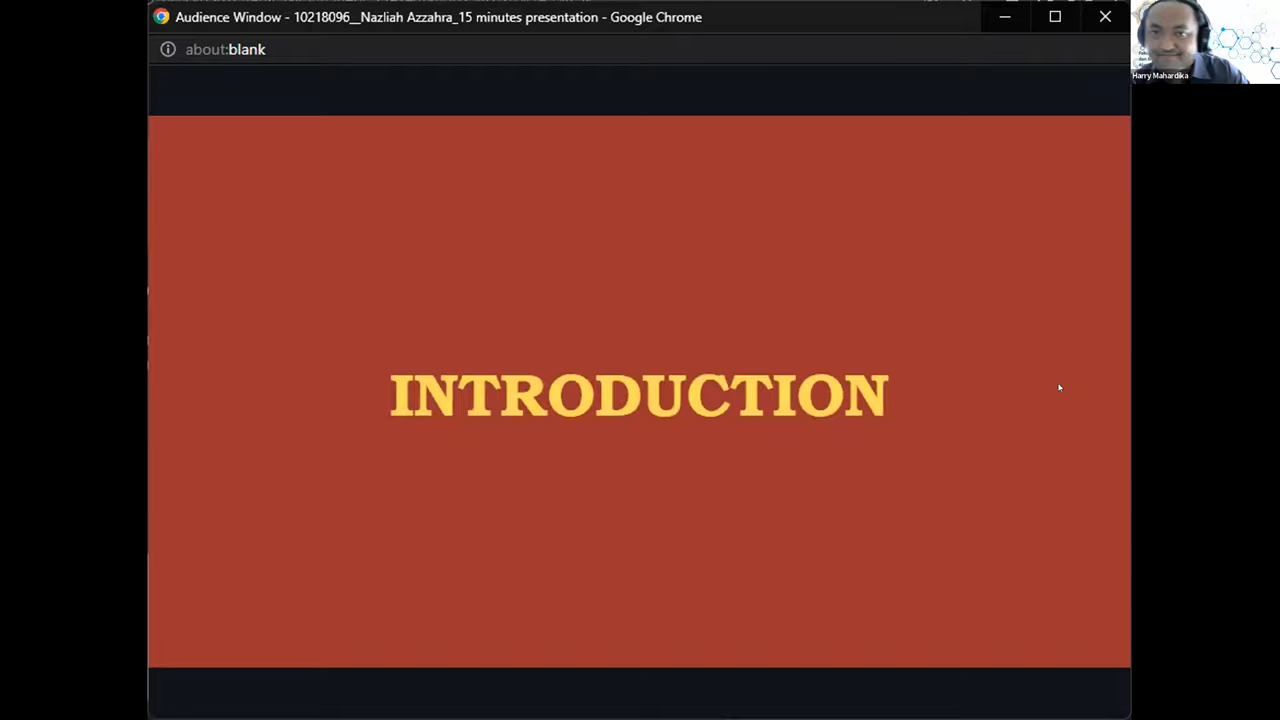 Audience Window - 10218096__Nazliah Azzahra_15 minutes presentation - Google Chrome
about:blank
Harry Mahardika
INTRODUCTION